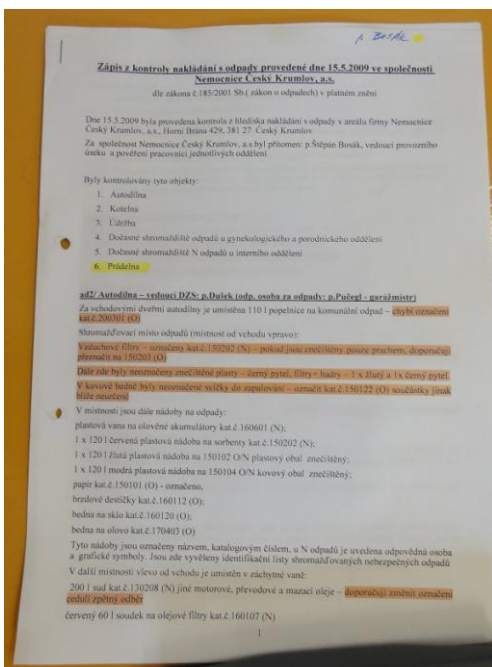 p. BOSÁK
Zápis z kontroly nakládání s odpady provedené dne 15.5.2009 ve společnosti
Nemocnice Český Krumlov, a.s.
dle zákona č.185/2001 Sb.( zákon o odpadech) v platném znění
Dne 15.5.2009 byla provedena kontrola z hlediska nakládání s odpady v areálu firmy Nemocnice
Český Krumlov, a.s., Horní Brána 429, 381 27 Český Krumlov
Za společnost Nemocnice Český Krumlov, a.s.byl přítomen: p.Štěpán Bosák, vedoucí provozního
úseku a pověření pracovníci jednotlivých oddělení
Byly kontrolovány tyto objekty:
1. Autodílna
2. Kotelna
3. Údržba
4. Dočasné shromaždiště odpadů u gynekologického a porodnického oddělení
5. Dočasné shromaždiště N odpadů u interního oddělení
6. Prádelna
ad2/ Autodílna – vedoucí DZS: p.Dušek (odp. osoba za odpady: p.Pučegl - garážmistr)
Za vchodovými dveřmi autodílny je umístěna 110 l popelnice na komunální odpad – chybí označení
kat.č.200301 (O)
Shromažďovací místo odpadů (místnost od vchodu vpravo):
Vzduchové filtry – označeny kat.č.150202 (N) – pokud jsou znečištěny pouze prachem, doporučuji
přeznačit na 150203 (O)
Dále zde byly neoznačeny znečištěné plasty – černý pytel, filtry+ hadry – 1 x žlutý a 1x černý pytel.
V kovové bedně byly neoznačené svíčky do zapalování – označit kat.č.160122 (O) součástky jinak
blíže neurčené
V místnosti jsou dále nádoby na odpady:
plastová vana na olověné akumulátory kat.č.160601 (N);
1 x 120 l červená plastová nádoba na sorbenty kat.č.150202 (N);
1 x 120 l žlutá plastová nádoba na 150102 O/N plastový obal znečištěný;
1 x 120 l modrá plastová nádoba na 150104 O/N kovový obal znečištěný;
papír kat.č.150101 (O) - označeno,
brzdové destičky kat.č.160112 (O);
bedna na sklo kat.č.160120 (O);
bedna na olovo kat.č.170403 (O)
Tyto nádoby jsou označeny názvem, katalogovým číslem, u N odpadů je uvedena odpovědná osoba
a grafické symboly. Jsou zde vyvěšeny identifikační listy shromažďovaných nebezpečných odpadů
V další místnosti vlevo od vchodu je umístěn v záchytné vaně:
200 l sud kat.č.130208 (N) jiné motorové, převodové a mazací oleje – doporučuji změnit označení
cedulí zpětný odběr
červený 60 l soudek na olejové filtry kat.č.160107 (N)
1